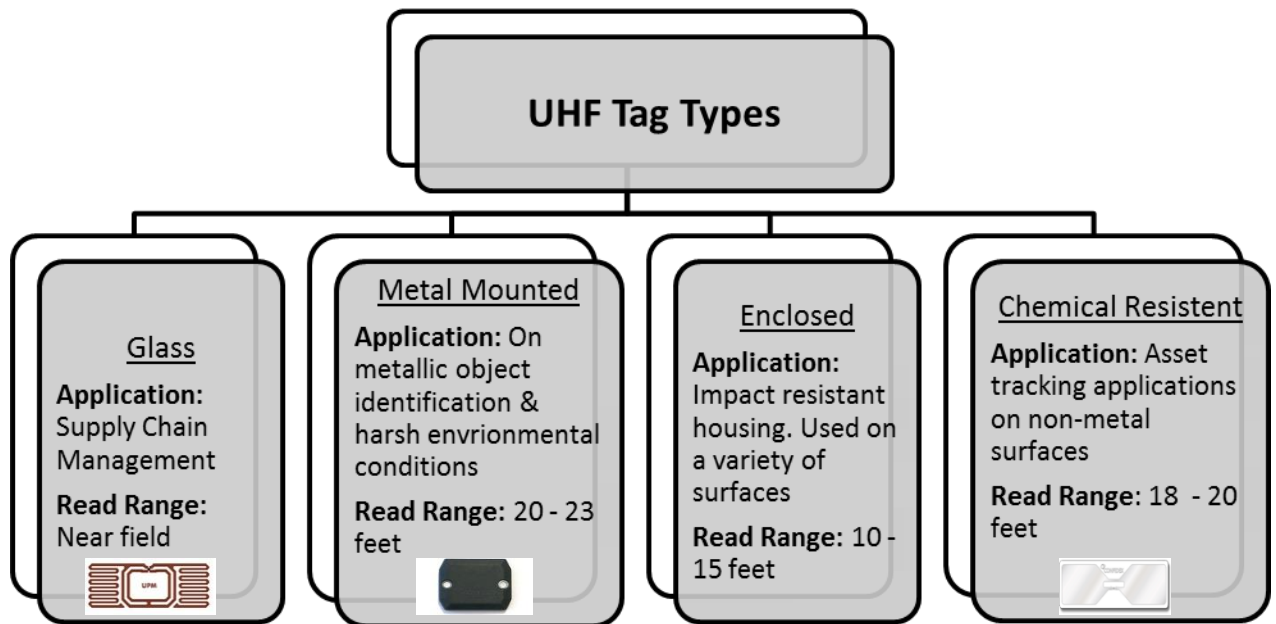 UHF Tag Types
Glass
Application:
Supply Chain
Management
Read Range:
Near field
UPM
Metal Mounted
Application: On
metallic object
identification &
harsh envrionmental
conditions
Read Range: 20 - 23
feet
Enclosed
Application:
Impact resistant
housing. Used on
a variety of
surfaces
Read Range: 10 -
15 feet
Chemical Resistent
Application: Asset
tracking applications
on non-metal
surfaces
Read Range: 18 - 20
feet